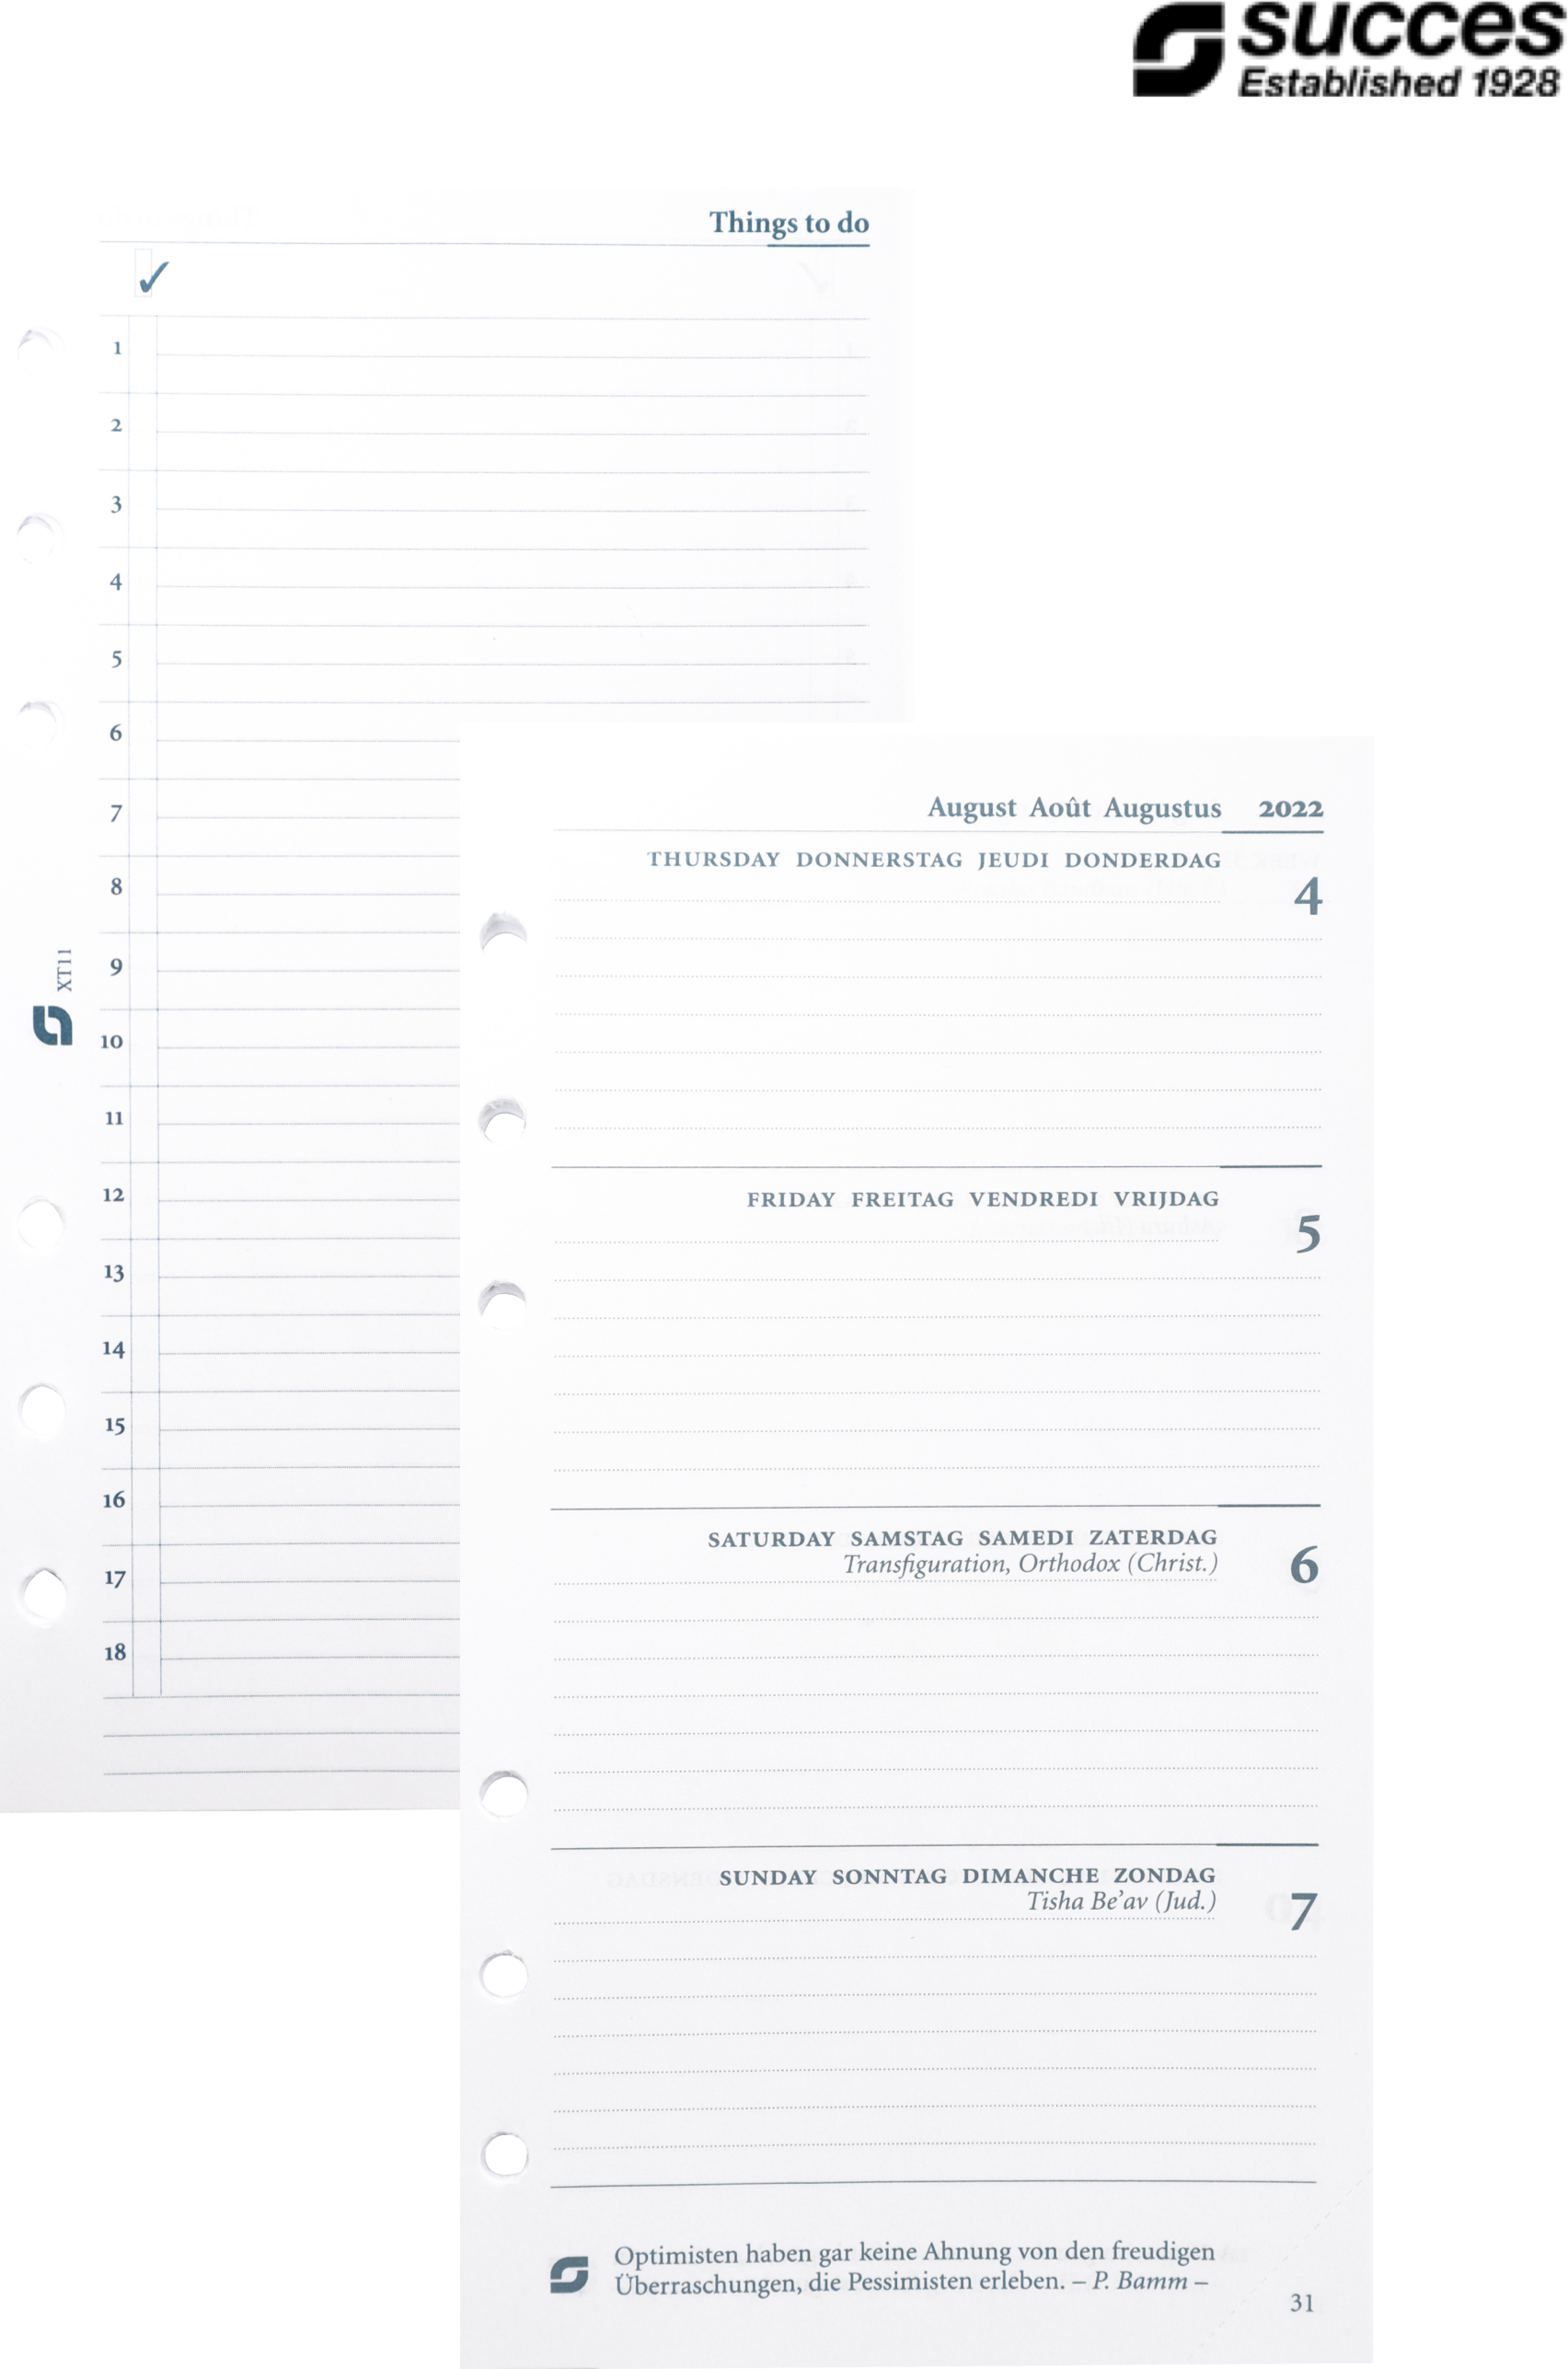 succes
Established 1928
Things to do
✓
1
2
3
4
5
6
7
8
9
10
11
12
13
14
15
16
17
18
XT11
August Août Augustus 2022
THURSDAY DONNERSTAG JEUDI DONDERDAG
4
FRIDAY FREITAG VENDREDI VRIJDAG
5
SATURDAY SAMSTAG SAMEDI ZATERDAG
Transfiguration, Orthodox (Christ.)
6
SUNDAY SONNTAG DIMANCHE ZONDAG
Tisha Be’av (Jud.)
7
Optimisten haben gar keine Ahnung von den freudigen
Überraschungen, die Pessimisten erleben. – P. Bamm –
31